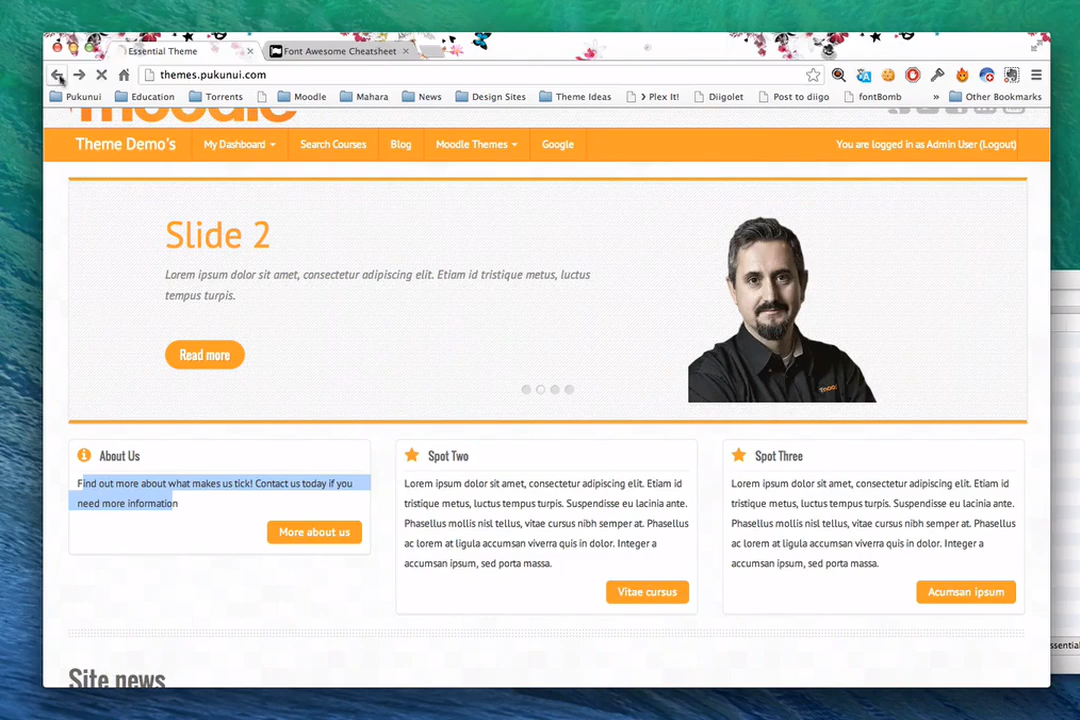 Essential Theme
Font Awesome Cheatsheet
themes.pukunui.com
Pukunui Education Torrents Moodle Mahara News Design Sites Theme Ideas > Plex It! Diigolet Post to diigo fontBomb » Other Bookmarks
moodle
Theme Demo's My Dashboard Search Courses Blog Moodle Themes Google You are logged in as Admin User (Logout)
Slide 2
Lorem ipsum dolor sit amet, consectetur adipiscing elit. Etiam id tristique metus, luctus
tempus turpis.
Read more
About Us
Find out more about what makes us tick! Contact us today if you
need more information
More about us
Spot Two
Lorem ipsum dolor sit amet, consectetur adipiscing elit. Etiam id
tristique metus, luctus tempus turpis. Suspendisse eu lacinia ante.
Phasellus mollis nisl tellus, vitae cursus nibh semper at. Phasellus
ac lorem at ligula accumsan viverra quis in dolor. Integer a
accumsan ipsum, sed porta massa.
Vitae cursus
Spot Three
Lorem ipsum dolor sit amet, consectetur adipiscing elit. Etiam id
tristique metus, luctus tempus turpis. Suspendisse eu lacinia ante.
Phasellus mollis nisl tellus, vitae cursus nibh semper at. Phasellus
ac lorem at ligula accumsan viverra quis in dolor. Integer a
accumsan ipsum, sed porta massa.
Acumsan ipsum
Site news